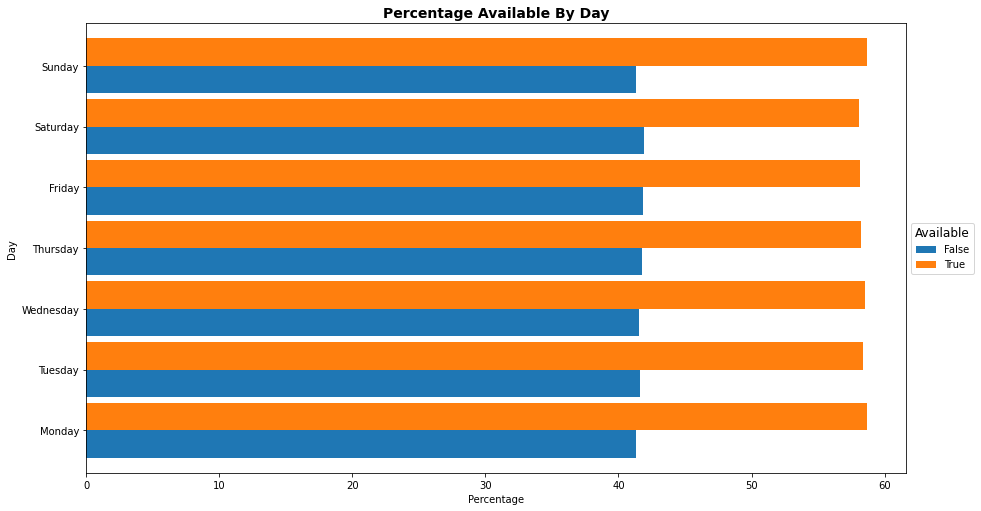 Percentage Available By Day
Day
Sunday
Saturday
Friday
Thursday
Wednesday
Tuesday
Monday
0 10 20 30 40 50 60
Percentage
Available
False
True